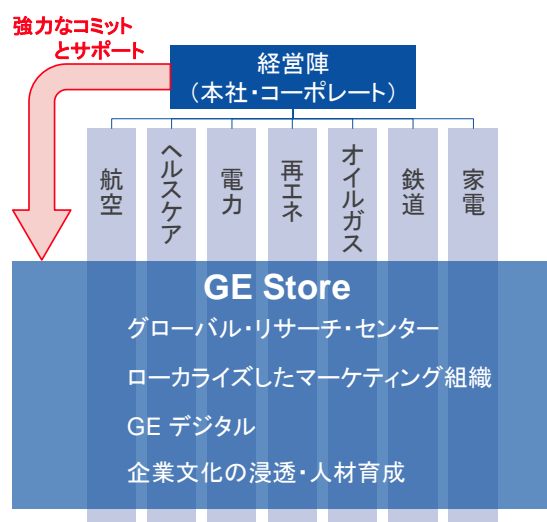 強力なコミット
とサポート
経営陣
（本社・コーポレート）
航空
ヘルスケア
電力
再エネ
オイルガス
鉄道
家電
GE Store
グローバル・リサーチ・センター
ローカライズしたマーケティング組織
GE デジタル
企業文化の浸透・人材育成